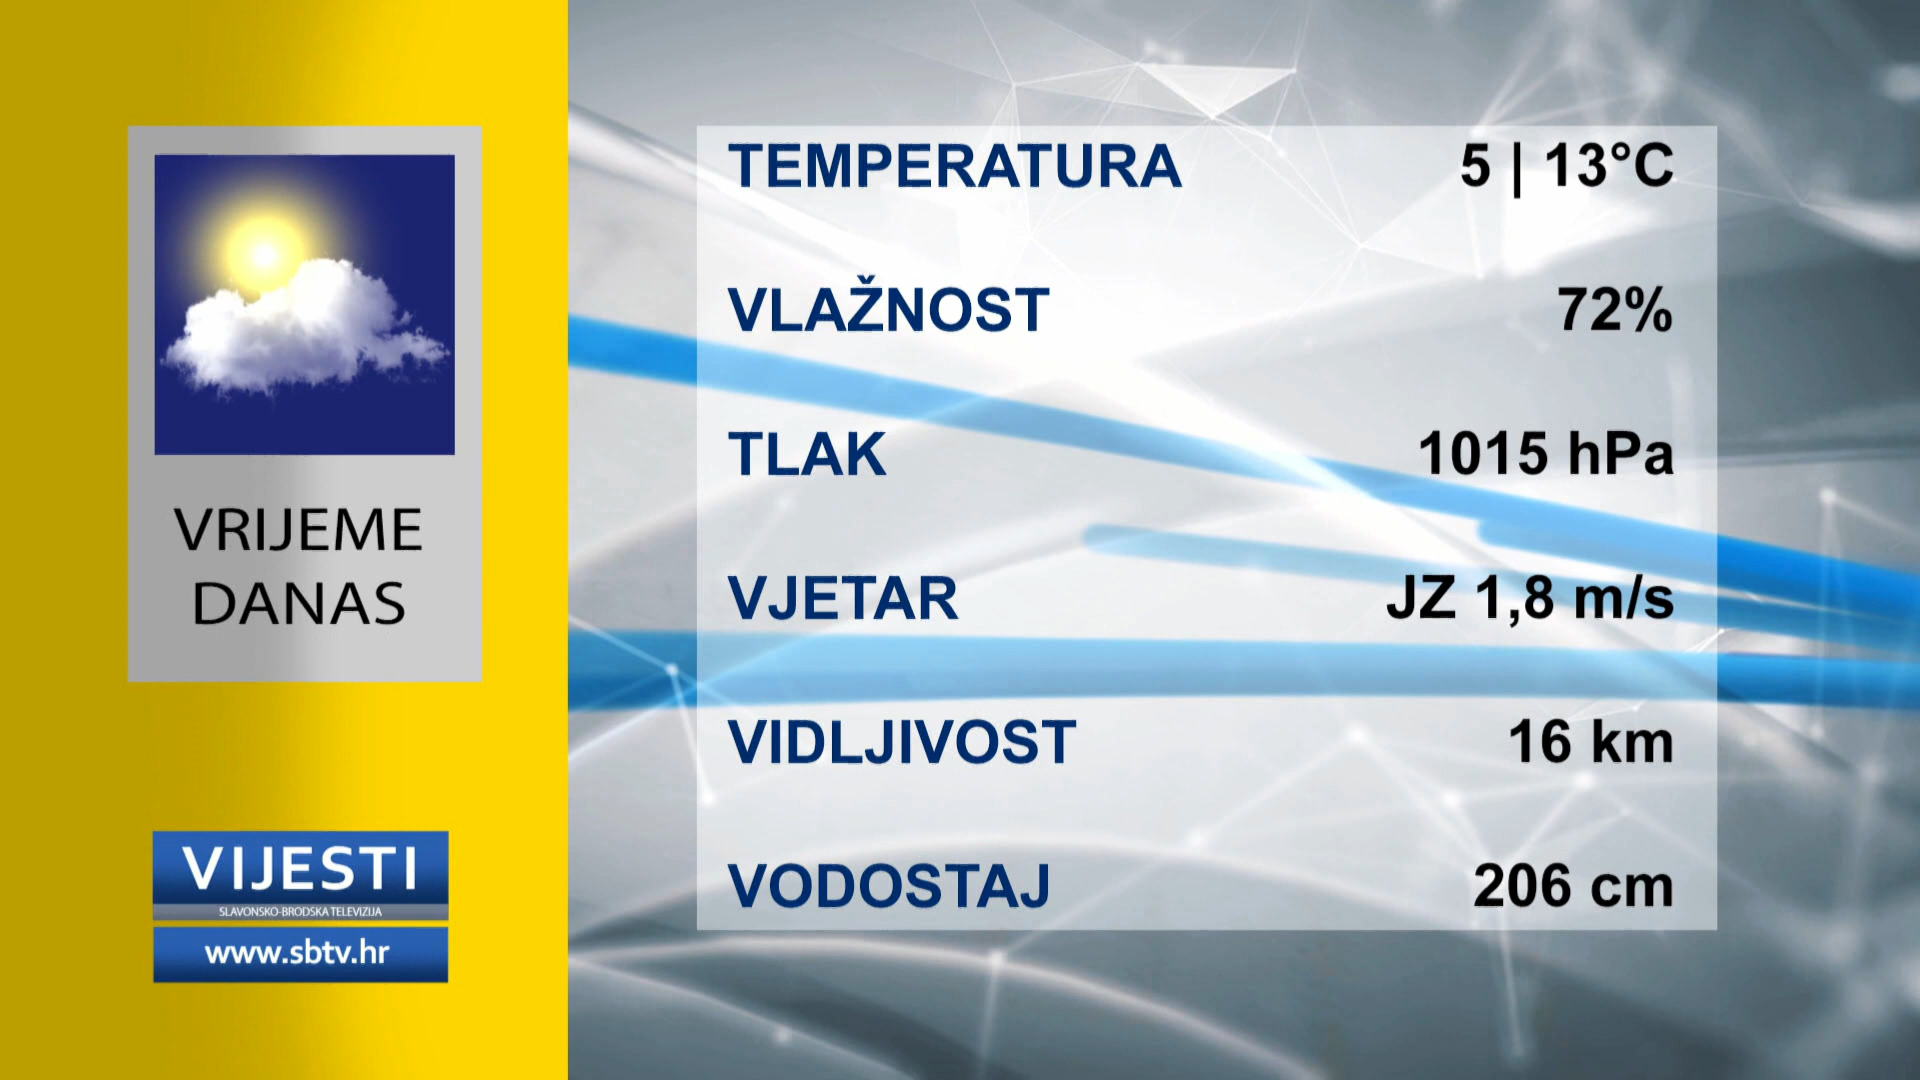 VRIJEME
DANAS
VIJESTI
SLAVONSKO-BRODSKA TELEVIZIJA
www.sbtv.hr
TEMPERATURA 5 | 13°C
VLAŽNOST 72%
TLAK 1015 hPa
VJETAR JZ 1,8 m/s
VIDLJIVOST 16 km
VODOSTAJ 206 cm